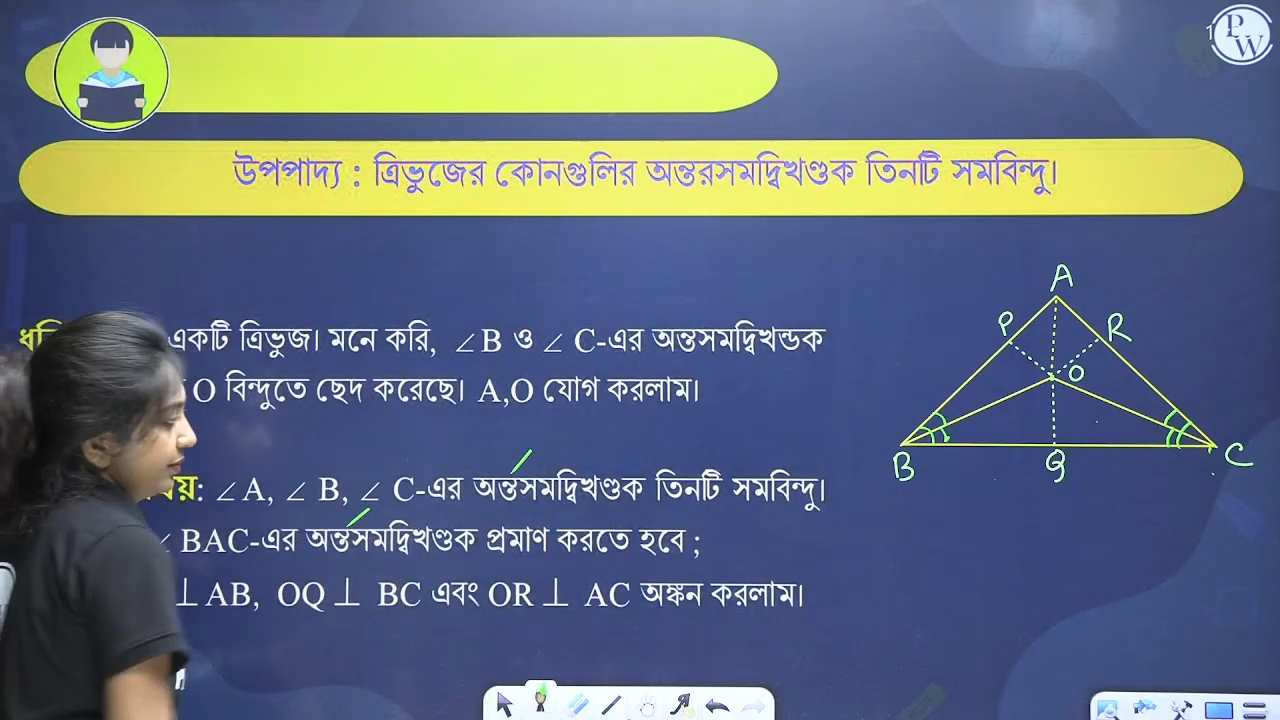 PW
উপপাদ্য : ত্রিভুজের কোনগুলির অন্তরসমদ্বিখণ্ডক তিনটি সমবিন্দু।
একটি ত্রিভুজ। মনে করি, ∠B ও ∠ C-এর অন্তসমদ্বিখন্ডক
O বিন্দুতে ছেদ করেছে। A,O যোগ করলাম।
: ∠A, ∠ B, ∠ C-এর অর্ন্তসমদ্বিখণ্ডক তিনটি সমবিন্দু।
BAC-এর অর্ন্তসমদ্বিখণ্ডক প্রমাণ করতে হবে ;
⊥ AB, OQ ⊥ BC এবং OR ⊥ AC অঙ্কন করলাম।
A
P
R
O
B
Q
C